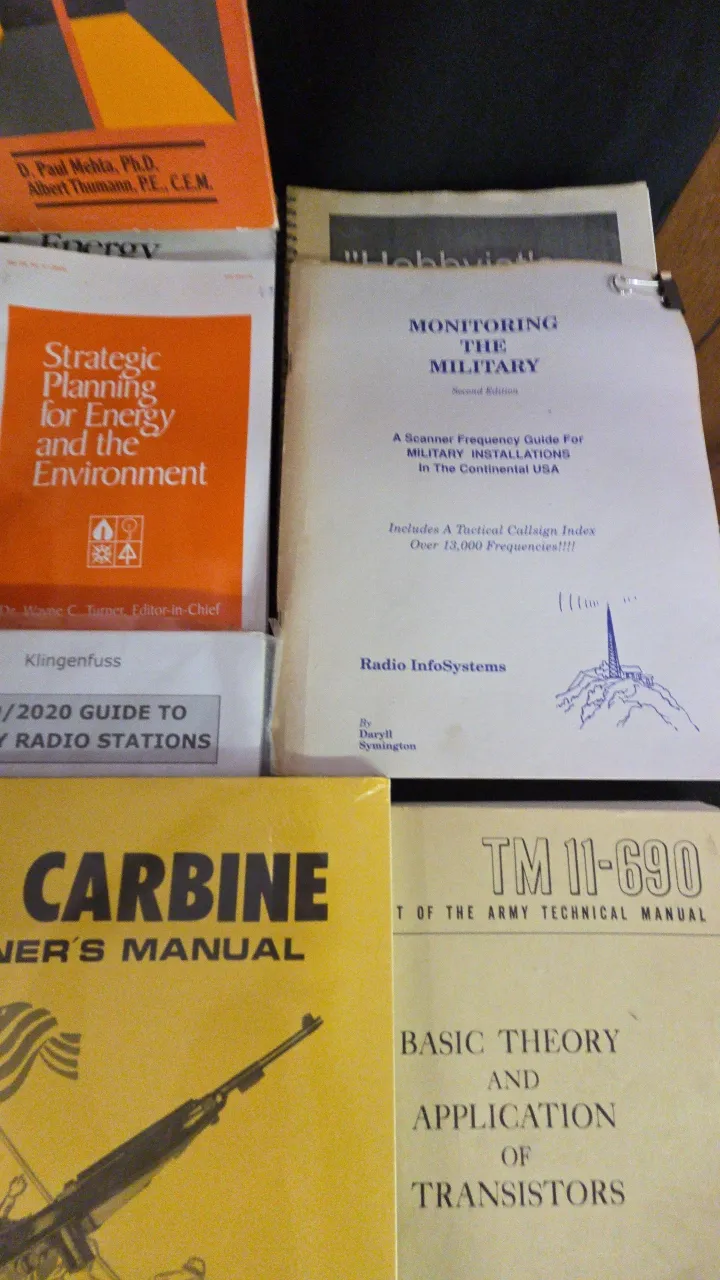 D. Paul Mehta, Ph.D.
Albert Thumann, P.E., C.E.M.
Energy
Strategic
Planning
for Energy
and the
Environment
Dr. Wayne C. Turner, Editor-in-Chief
Klingenfuss
/2020 GUIDE TO
Y RADIO STATIONS
CARBINE
NER'S MANUAL
"Hobbyist's
MONITORING
THE
MILITARY
Second Edition
A Scanner Frequency Guide For
MILITARY INSTALLATIONS
In The Continental USA
Includes A Tactical Callsign Index
Over 13,000 Frequencies!!!!
Radio InfoSystems
By
Daryll
Symington
TM 11-690
T OF THE ARMY TECHNICAL MANUAL
BASIC THEORY
AND
APPLICATION
OF
TRANSISTORS